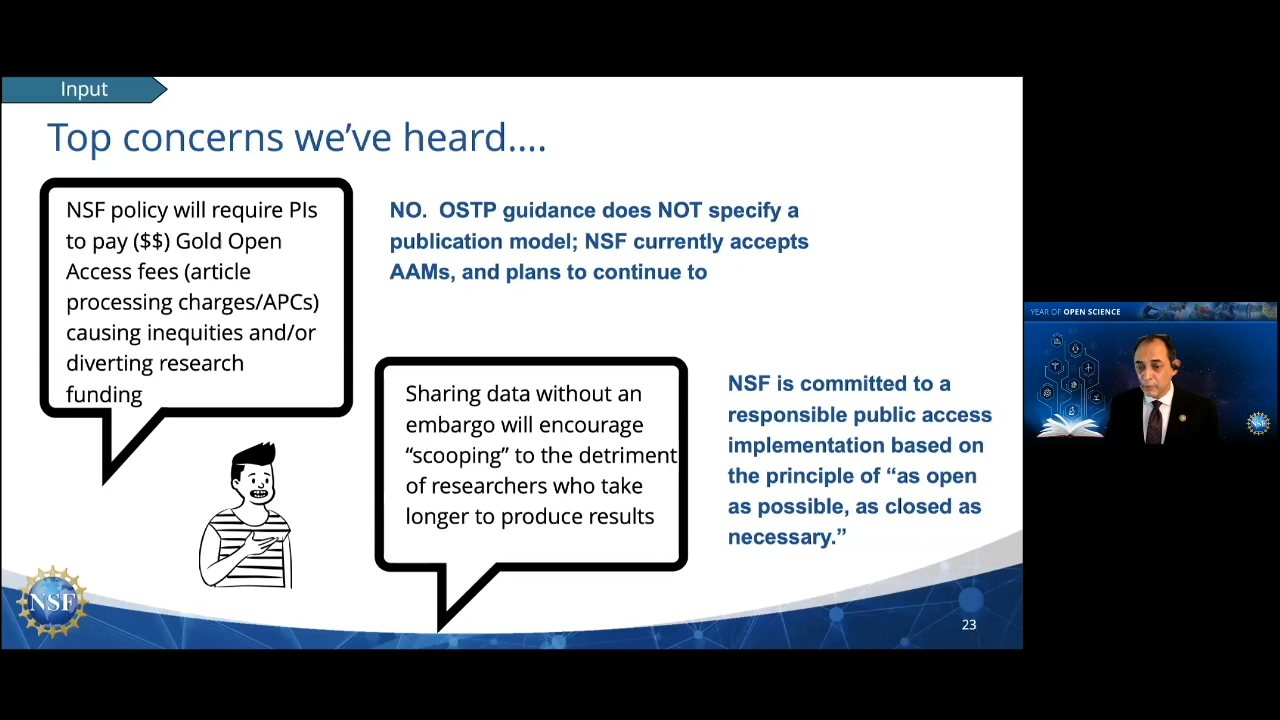 Input
Top concerns we’ve heard....
NSF policy will require PIs
to pay ($$) Gold Open
Access fees (article
processing charges/APCs)
causing inequities and/or
diverting research
funding
NO.  OSTP guidance does NOT specify a
publication model; NSF currently accepts
AAMs, and plans to continue to
Sharing data without an
embargo will encourage
“scooping” to the detriment
of researchers who take
longer to produce results
NSF is committed to a
responsible public access
implementation based on
the principle of “as open
as possible, as closed as
necessary.”
NSF
23
YEAR OF OPEN SCIENCE
NSF